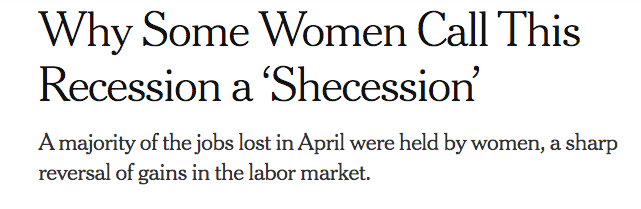 Why Some Women Call This
Recession a ‘Shecession’
A majority of the jobs lost in April were held by women, a sharp
reversal of gains in the labor market.